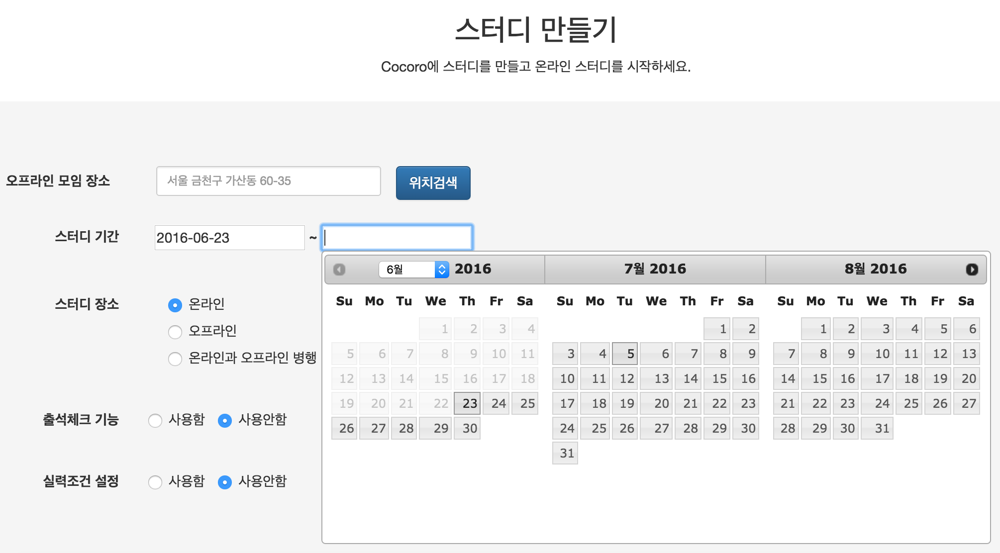 스터디 만들기
Cocoro에 스터디를 만들고 온라인 스터디를 시작하세요.
오프라인 모임 장소 서울 금천구 가산동 60-35 위치검색
스터디 기간 2016-06-23 ~
6월 2016 7월 2016 8월 2016
Su Mo Tu We Th Fr Sa Su Mo Tu We Th Fr Sa Su Mo Tu We Th Fr Sa
1 2 3 4 1 2 1 2 3 4 5 6
5 6 7 8 9 10 11 3 4 5 6 7 8 9 7 8 9 10 11 12 13
12 13 14 15 16 17 18 10 11 12 13 14 15 16 14 15 16 17 18 19 20
19 20 21 22 23 24 25 17 18 19 20 21 22 23 21 22 23 24 25 26 27
26 27 28 29 30 24 25 26 27 28 29 30 28 29 30 31
31
스터디 장소 온라인
오프라인
온라인과 오프라인 병행
출석체크 기능 사용함 사용안함
실력조건 설정 사용함 사용안함